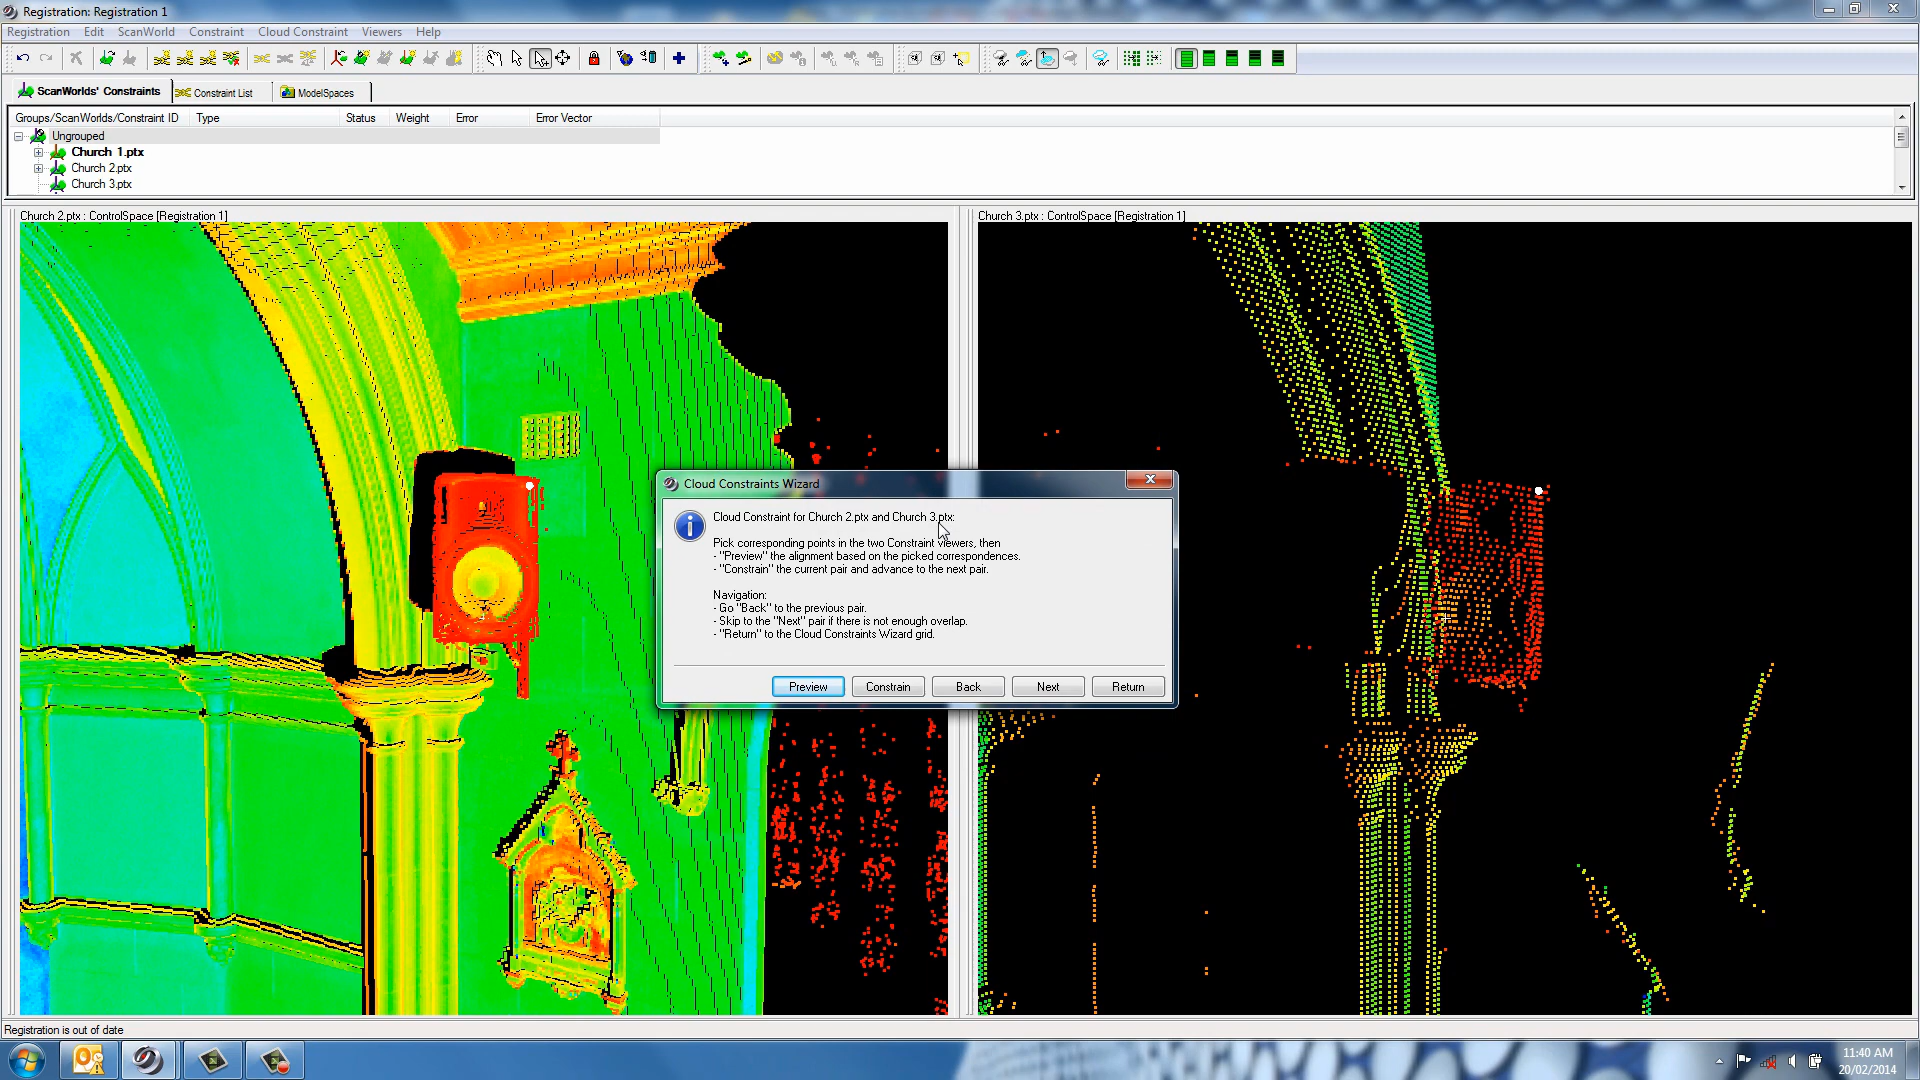 Registration: Registration 1
Registration Edit ScanWorld Constraint Cloud Constraint Viewers Help
ScanWorlds' Constraints Constraint List ModelSpaces
Groups/ScanWorlds/Constraint ID Type Status Weight Error Error Vector
Ungrouped
Church 1.ptx
Church 2.ptx
Church 3.ptx
Church 2.ptx : ControlSpace [Registration 1]
Church 3.ptx : ControlSpace [Registration 1]
Cloud Constraints Wizard
Cloud Constraint for Church 2.ptx and Church 3.ptx:
Pick corresponding points in the two Constraint viewers, then
- "Preview" the alignment based on the picked correspondences.
- "Constrain" the current pair and advance to the next pair.
Navigation:
- Go "Back" to the previous pair.
- Skip to the "Next" pair if there is not enough overlap.
- "Return" to the Cloud Constraints Wizard grid.
Preview Constrain Back Next Return
Registration is out of date
11:40 AM
20/02/2014